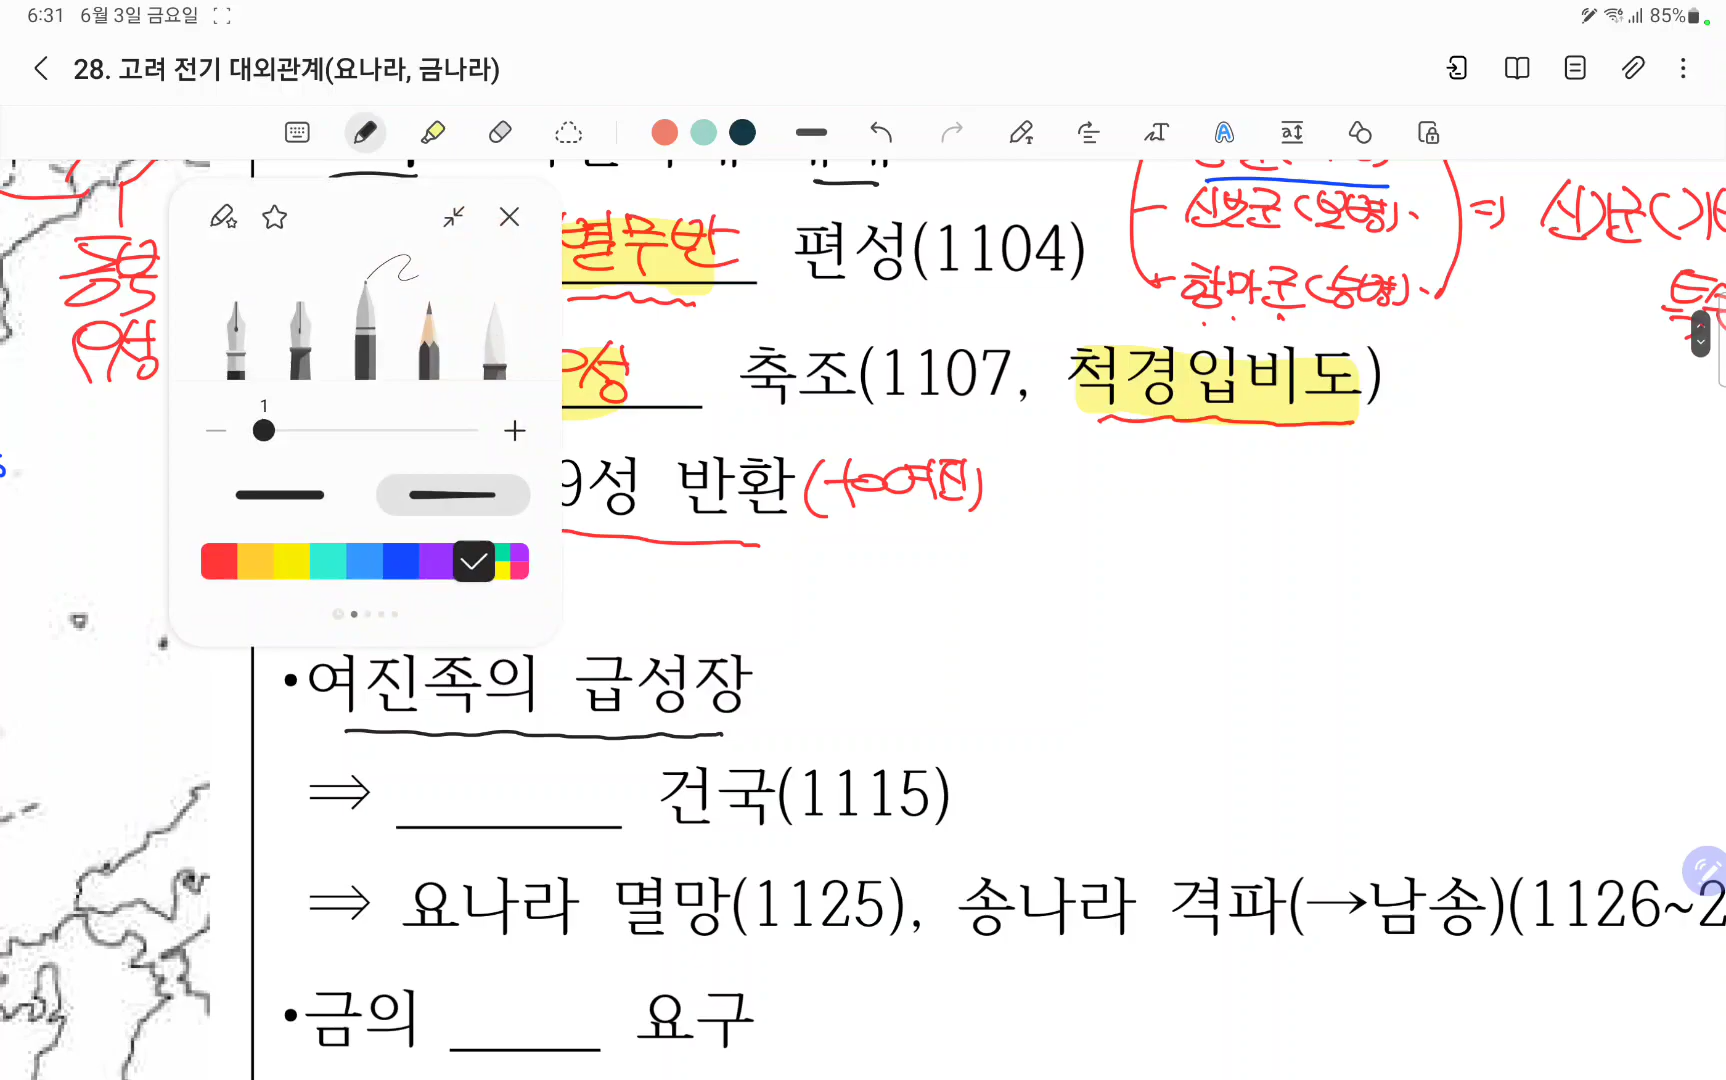 6:31 6월 3일 금요일 85%
28. 고려 전기 대외관계(요나라, 금나라)
신보군(보병) ⇒ 신기군(기
별무반 편성(1104)
항마군(승병)
동북
9성
9성 축조(1107, 척경입비도)
1
9성 반환(→여진)
•여진족의 급성장
⇒ ________ 건국(1115)
⇒ 요나라 멸망(1125), 송나라 격파(→남송)(1126~2
•금의 _____ 요구